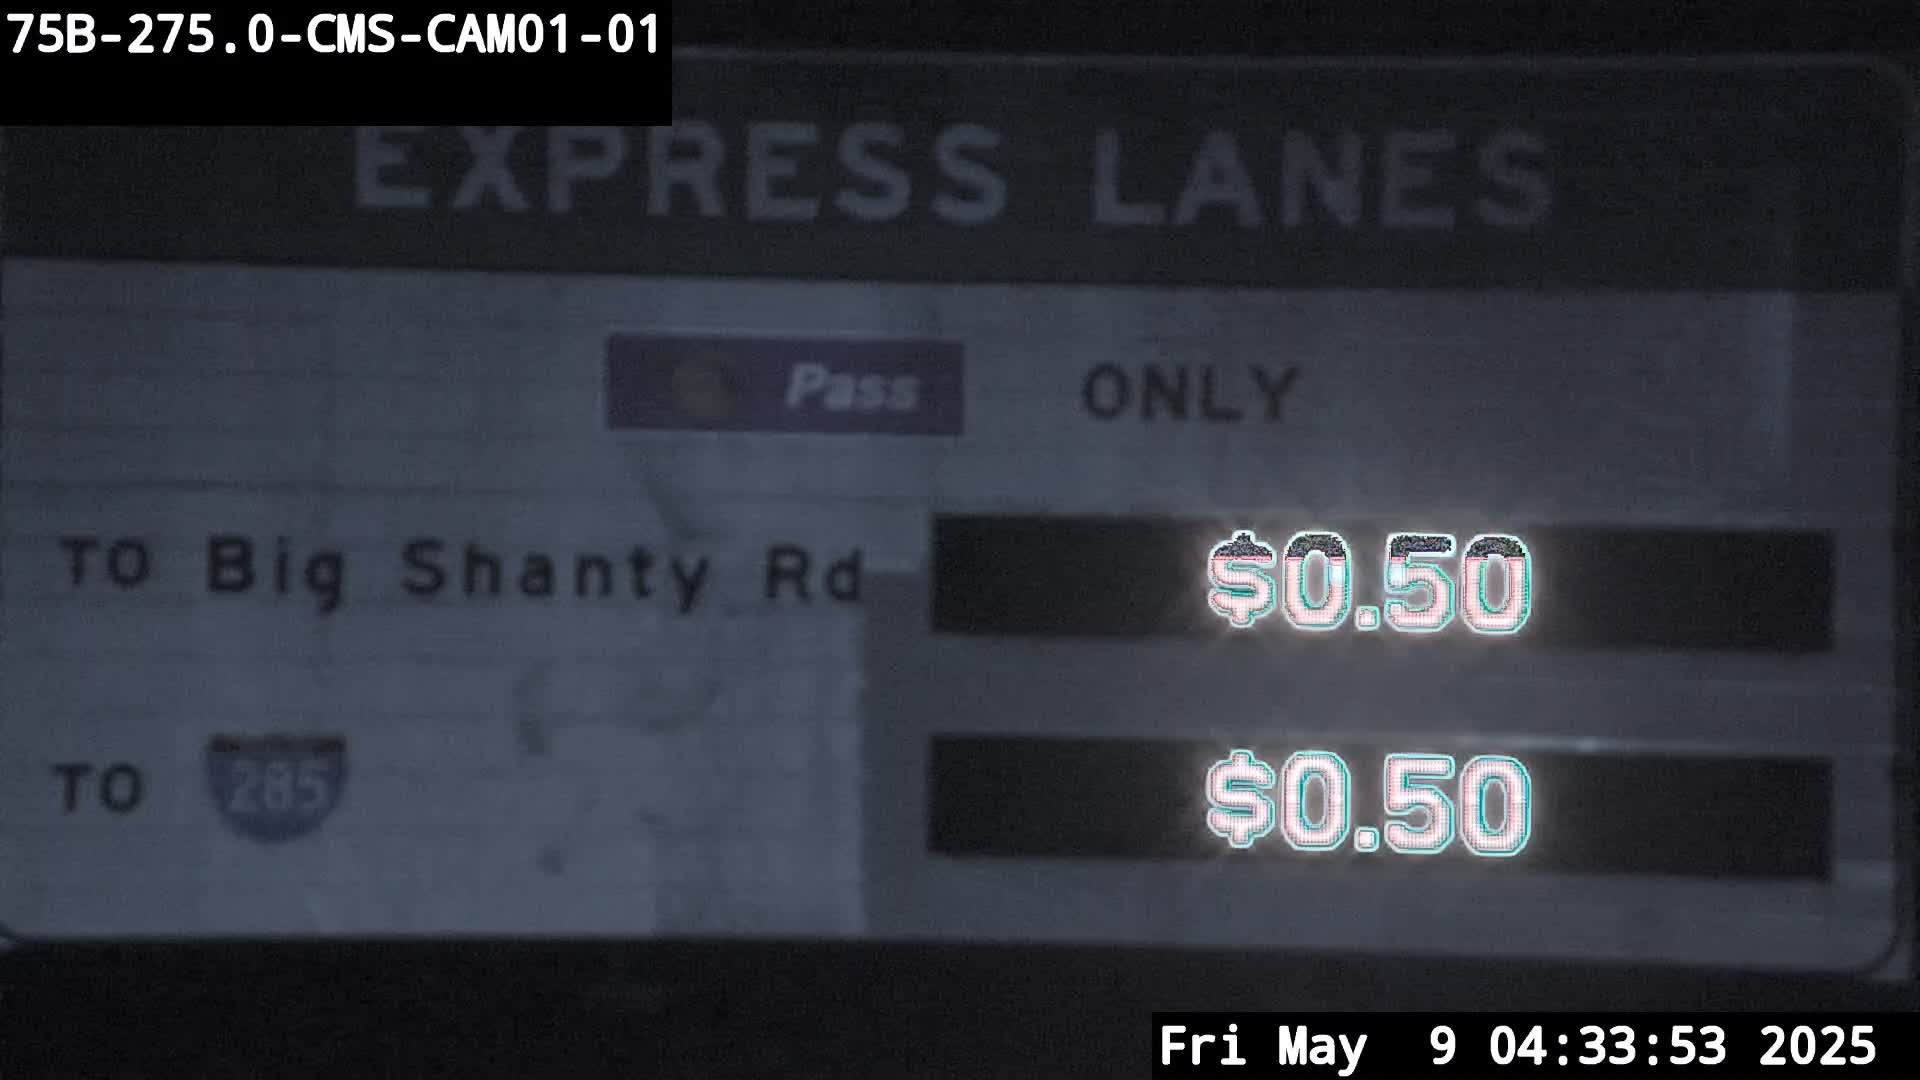 75B-275.0-CMS-CAM01-01
EXPRESS LANES
Pass ONLY
TO Big Shanty Rd $0.50
TO 285 $0.50
Fri May  9 04:33:53 2025